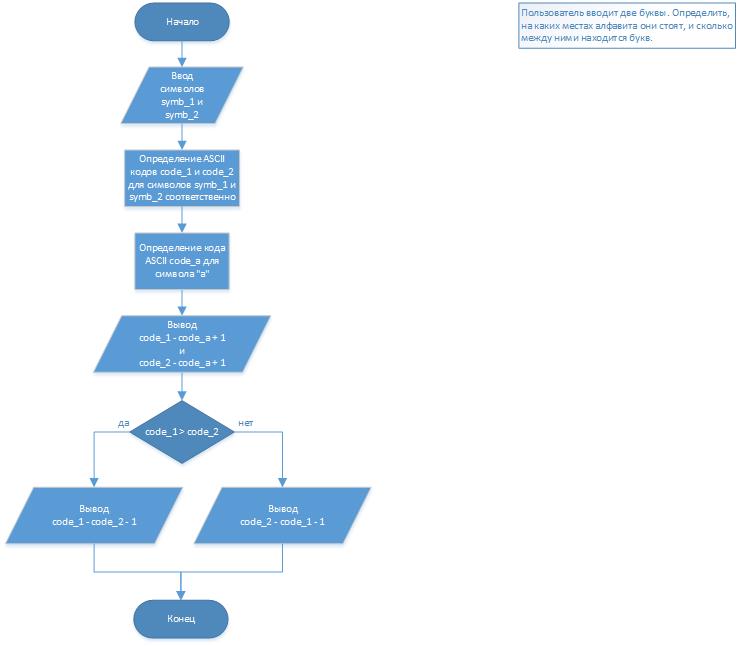 Начало
Пользователь вводит две буквы. Определить,
на каких местах алфавита они стоят, и сколько
между ними находится букв.
Ввод
символов
symb_1 и
symb_2
Определение ASCII
кодов code_1 и code_2
для символов symb_1 и
symb_2 соответственно
Определение кода
ASCII code_a для
символа "a"
Вывод
code_1 - code_a + 1
и
code_2 - code_a + 1
да
нет
code_1 > code_2
Вывод
code_1 - code_2 - 1
Вывод
code_2 - code_1 - 1
Конец